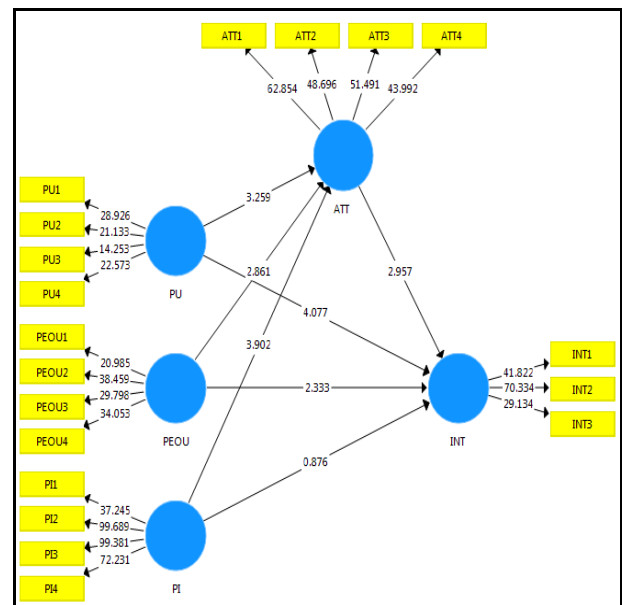 ATT1 ATT2 ATT3 ATT4
62.854 48.696 51.491 43.992
ATT
PU1
PU2
PU3
PU4
28.926
21.133
14.253
22.573
PU
3.259
2.861
3.902
4.077
2.957
2.333
0.876
PEOU1
PEOU2
PEOU3
PEOU4
20.985
38.459
29.798
34.053
PEOU
INT1
INT2
INT3
41.822
70.334
29.134
INT
PI1
PI2
PI3
PI4
37.245
99.689
99.381
72.231
PI